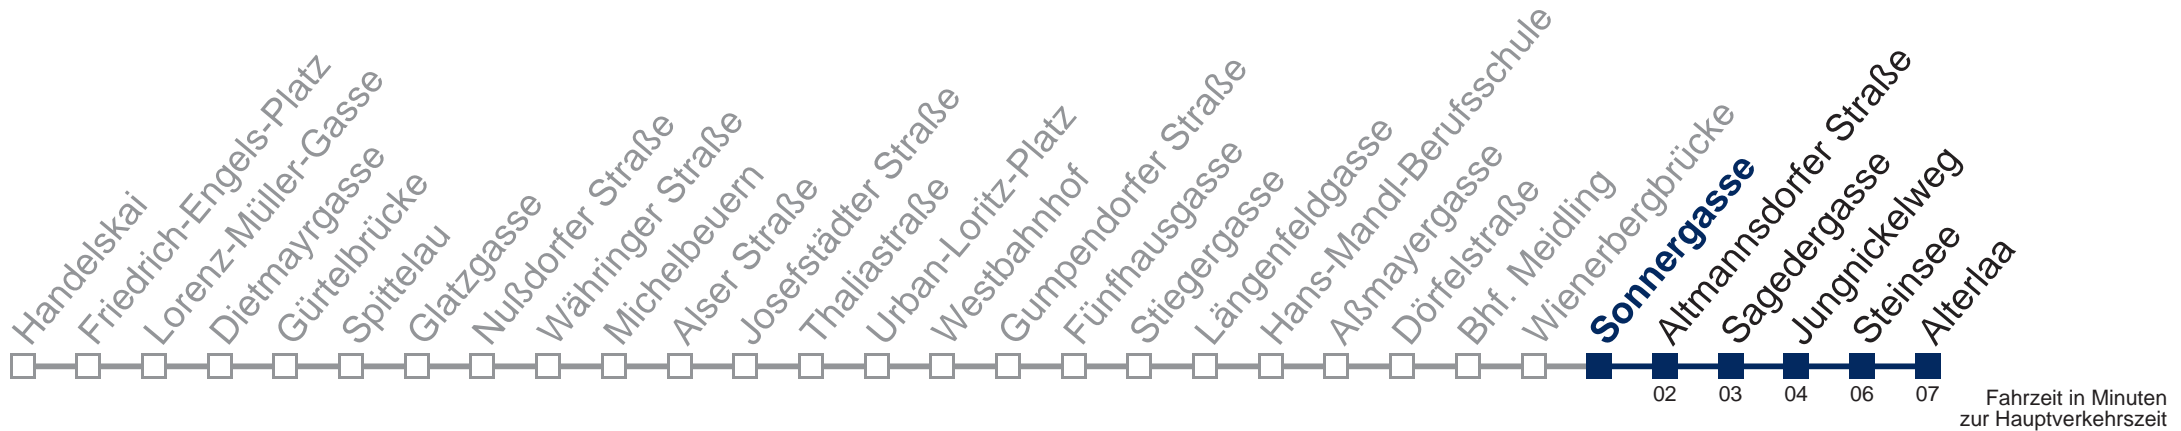 Handelskai
Friedrich-Engels-Platz
Lorenz-Müller-Gasse
Dietmayrgasse
Gürtelbrücke
Spittelau
Glatzgasse
Nußdorfer Straße
Währinger Straße
Michelbeuern
Alser Straße
Josefstädter Straße
Thaliastraße
Urban-Loritz-Platz
Westbahnhof
Gumpendorfer Straße
Fünfhausgasse
Stiegergasse
Längenfeldgasse
Hans-Mandl-Berufsschule
Aßmayergasse
Dörfelstraße
Bhf. Meidling
Wienerbergbrücke
Sonnergasse
Altmannsdorfer Straße
Sagedergasse
Jungnickelweg
Steinsee
Alterlaa
02 03 04 06 07
Fahrzeit in Minuten
zur Hauptverkehrszeit